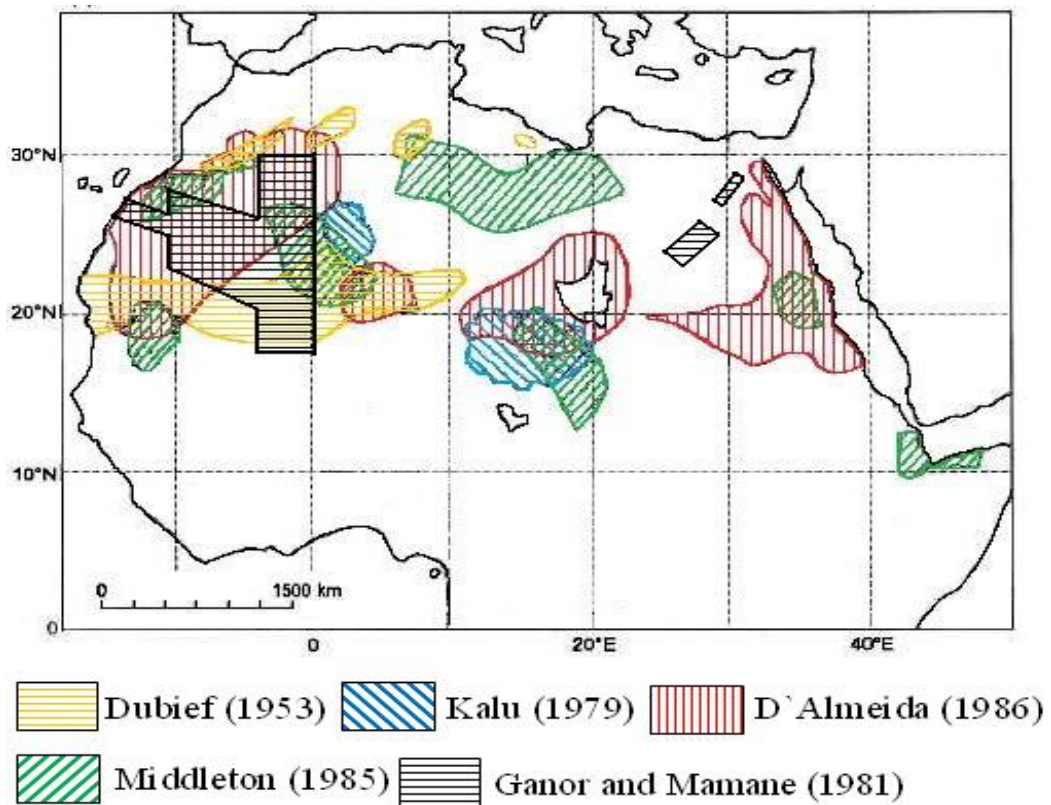 30°N
20°N
10°N
0
0 1500 km
0 20°E 40°E
Dubief (1953) Kalu (1979) D`Almeida (1986)
Middleton (1985) Ganor and Mamane (1981)